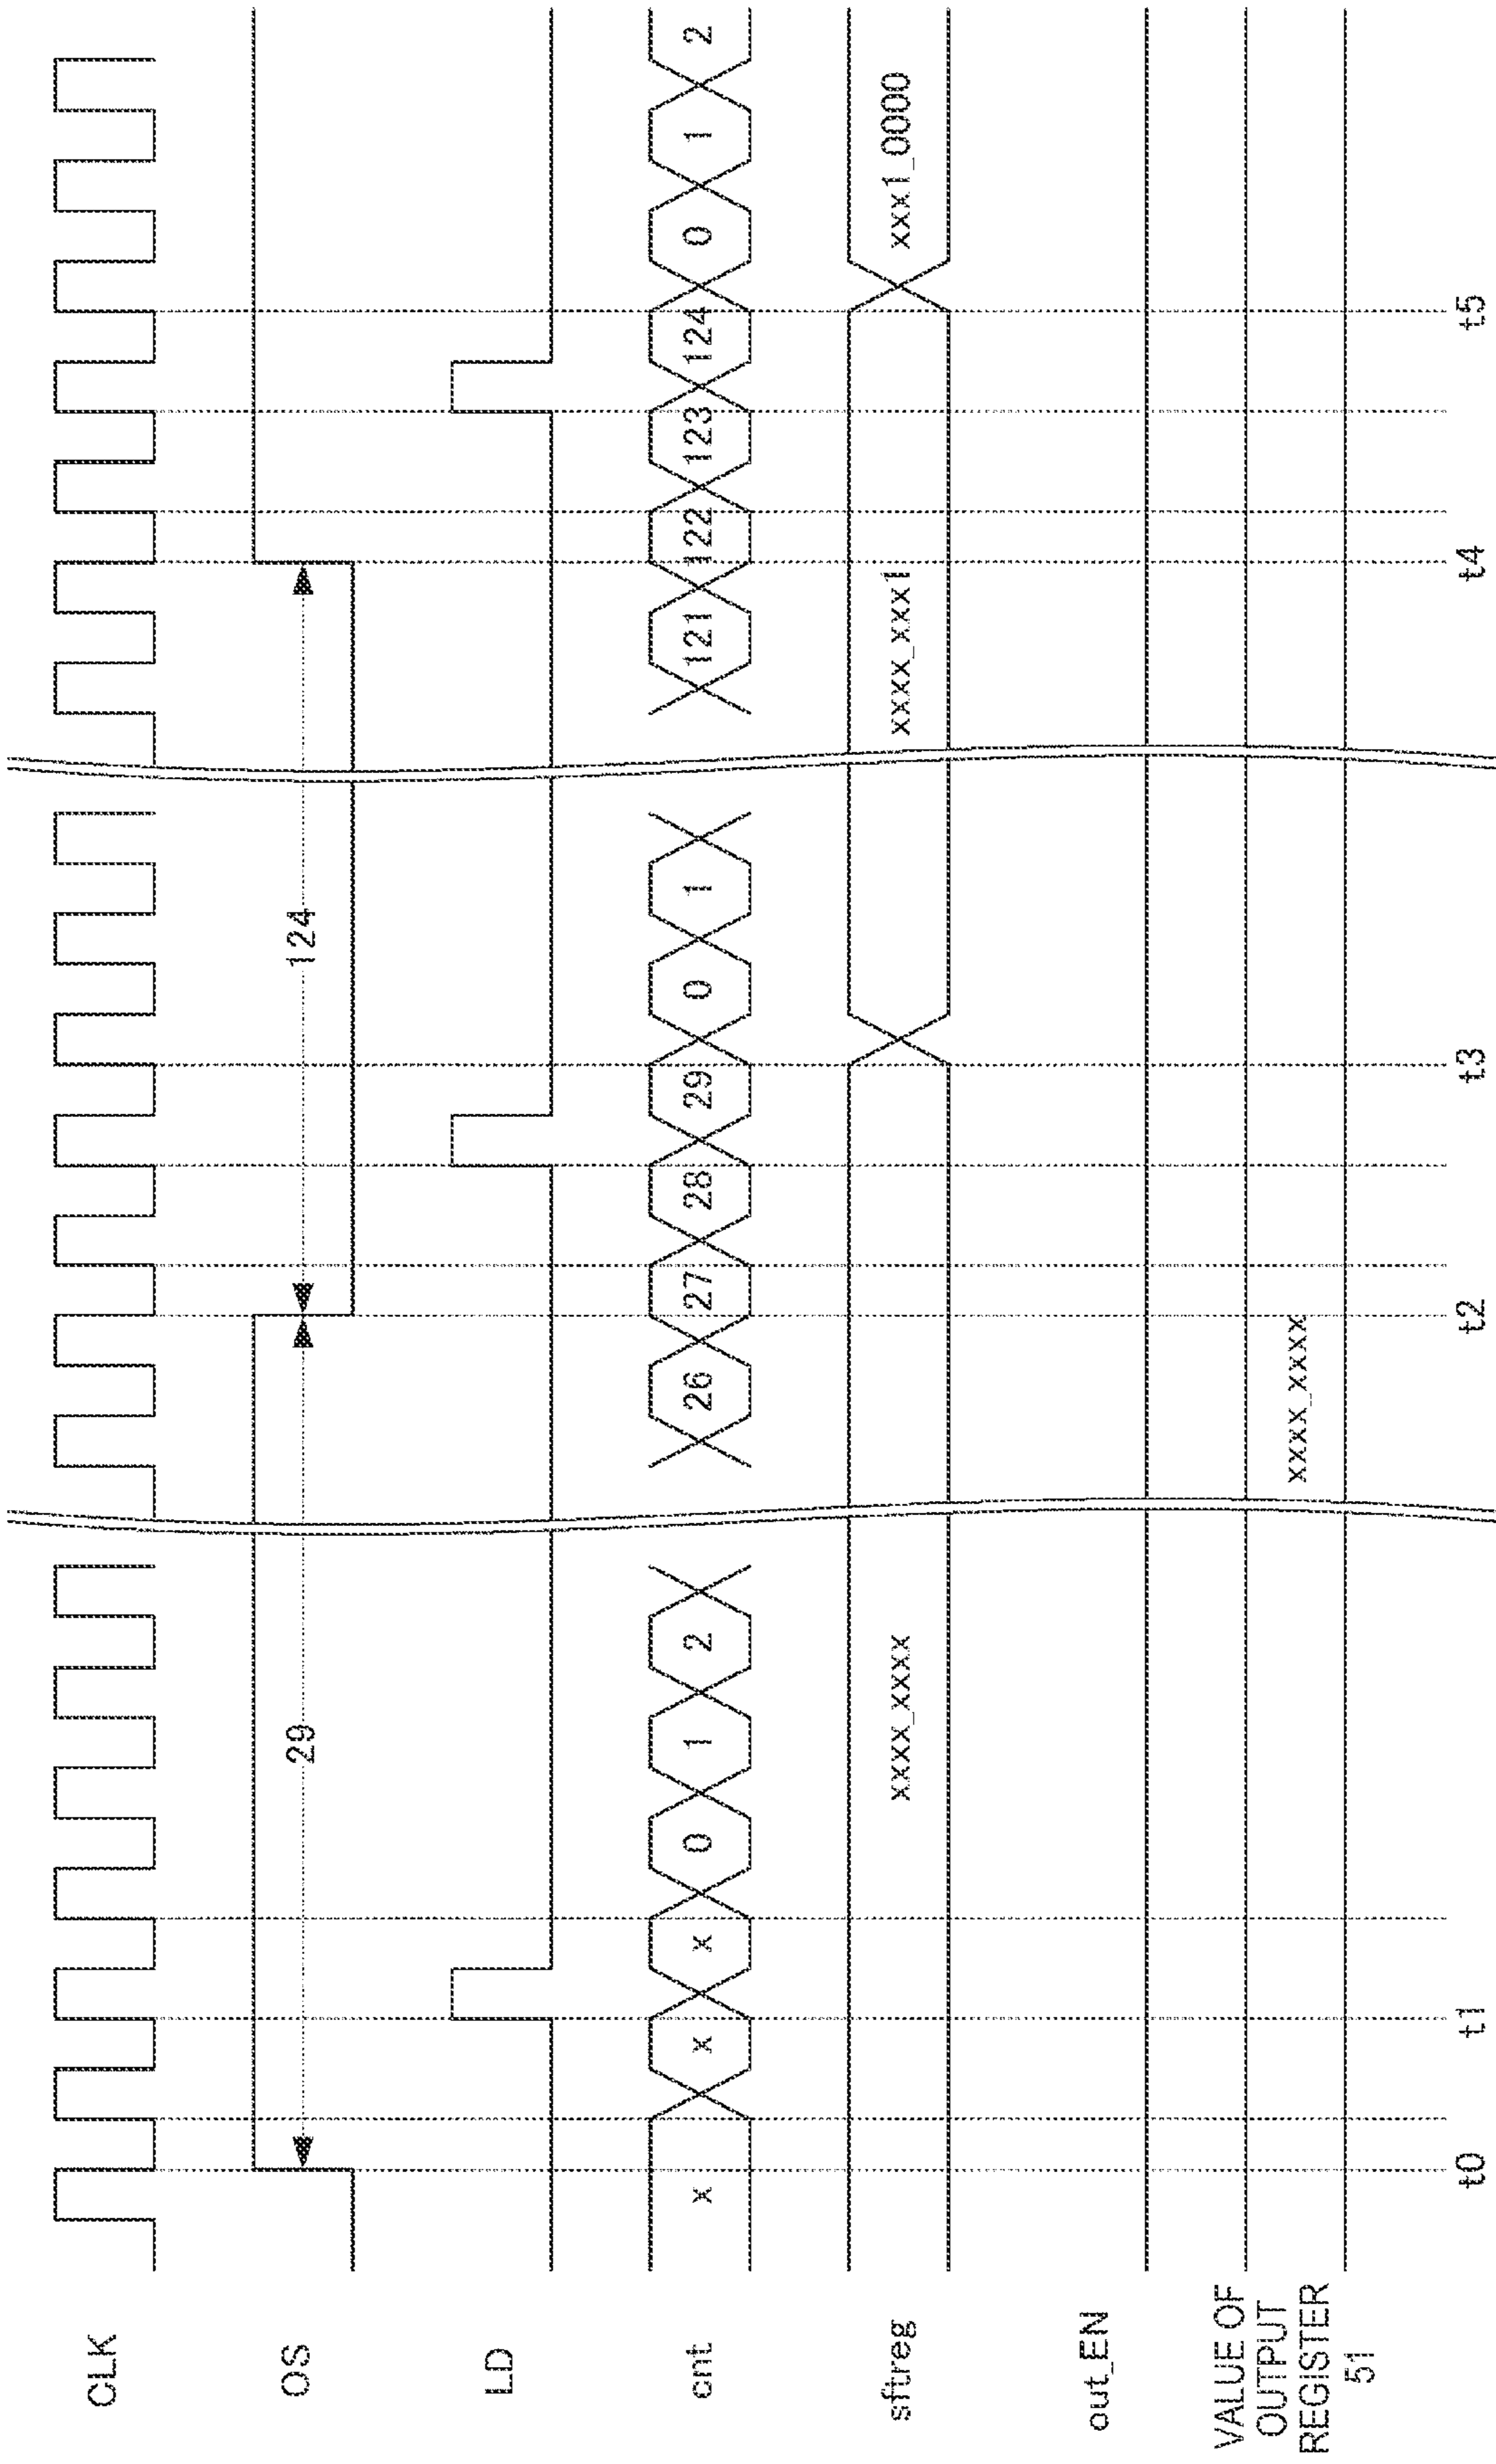 CLK
OS
29
124
LD
cnt
x
x
x
0
1
2
26
27
28
29
0
1
121
122
123
124
0
1
2
sftreg
xxxx_xxxx
xxxx_xxx1
xxx1_0000
out_EN
VALUE OF
OUTPUT
REGISTER
51
xxxx_xxxx
t0
t1
t2
t3
t4
t5